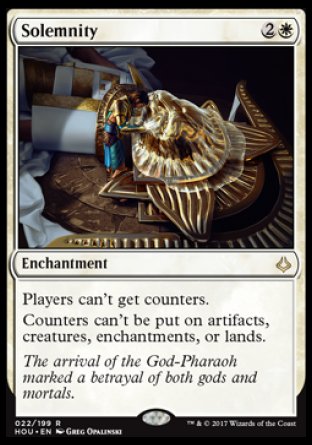 Solemnity 2
Enchantment
Players can't get counters.
Counters can't be put on artifacts,
creatures, enchantments, or lands.
The arrival of the God-Pharaoh
marked a betrayal of both gods and
mortals.
022/199 R
HOU • EN Greg Opalinski
™ & © 2017 Wizards of the Coast